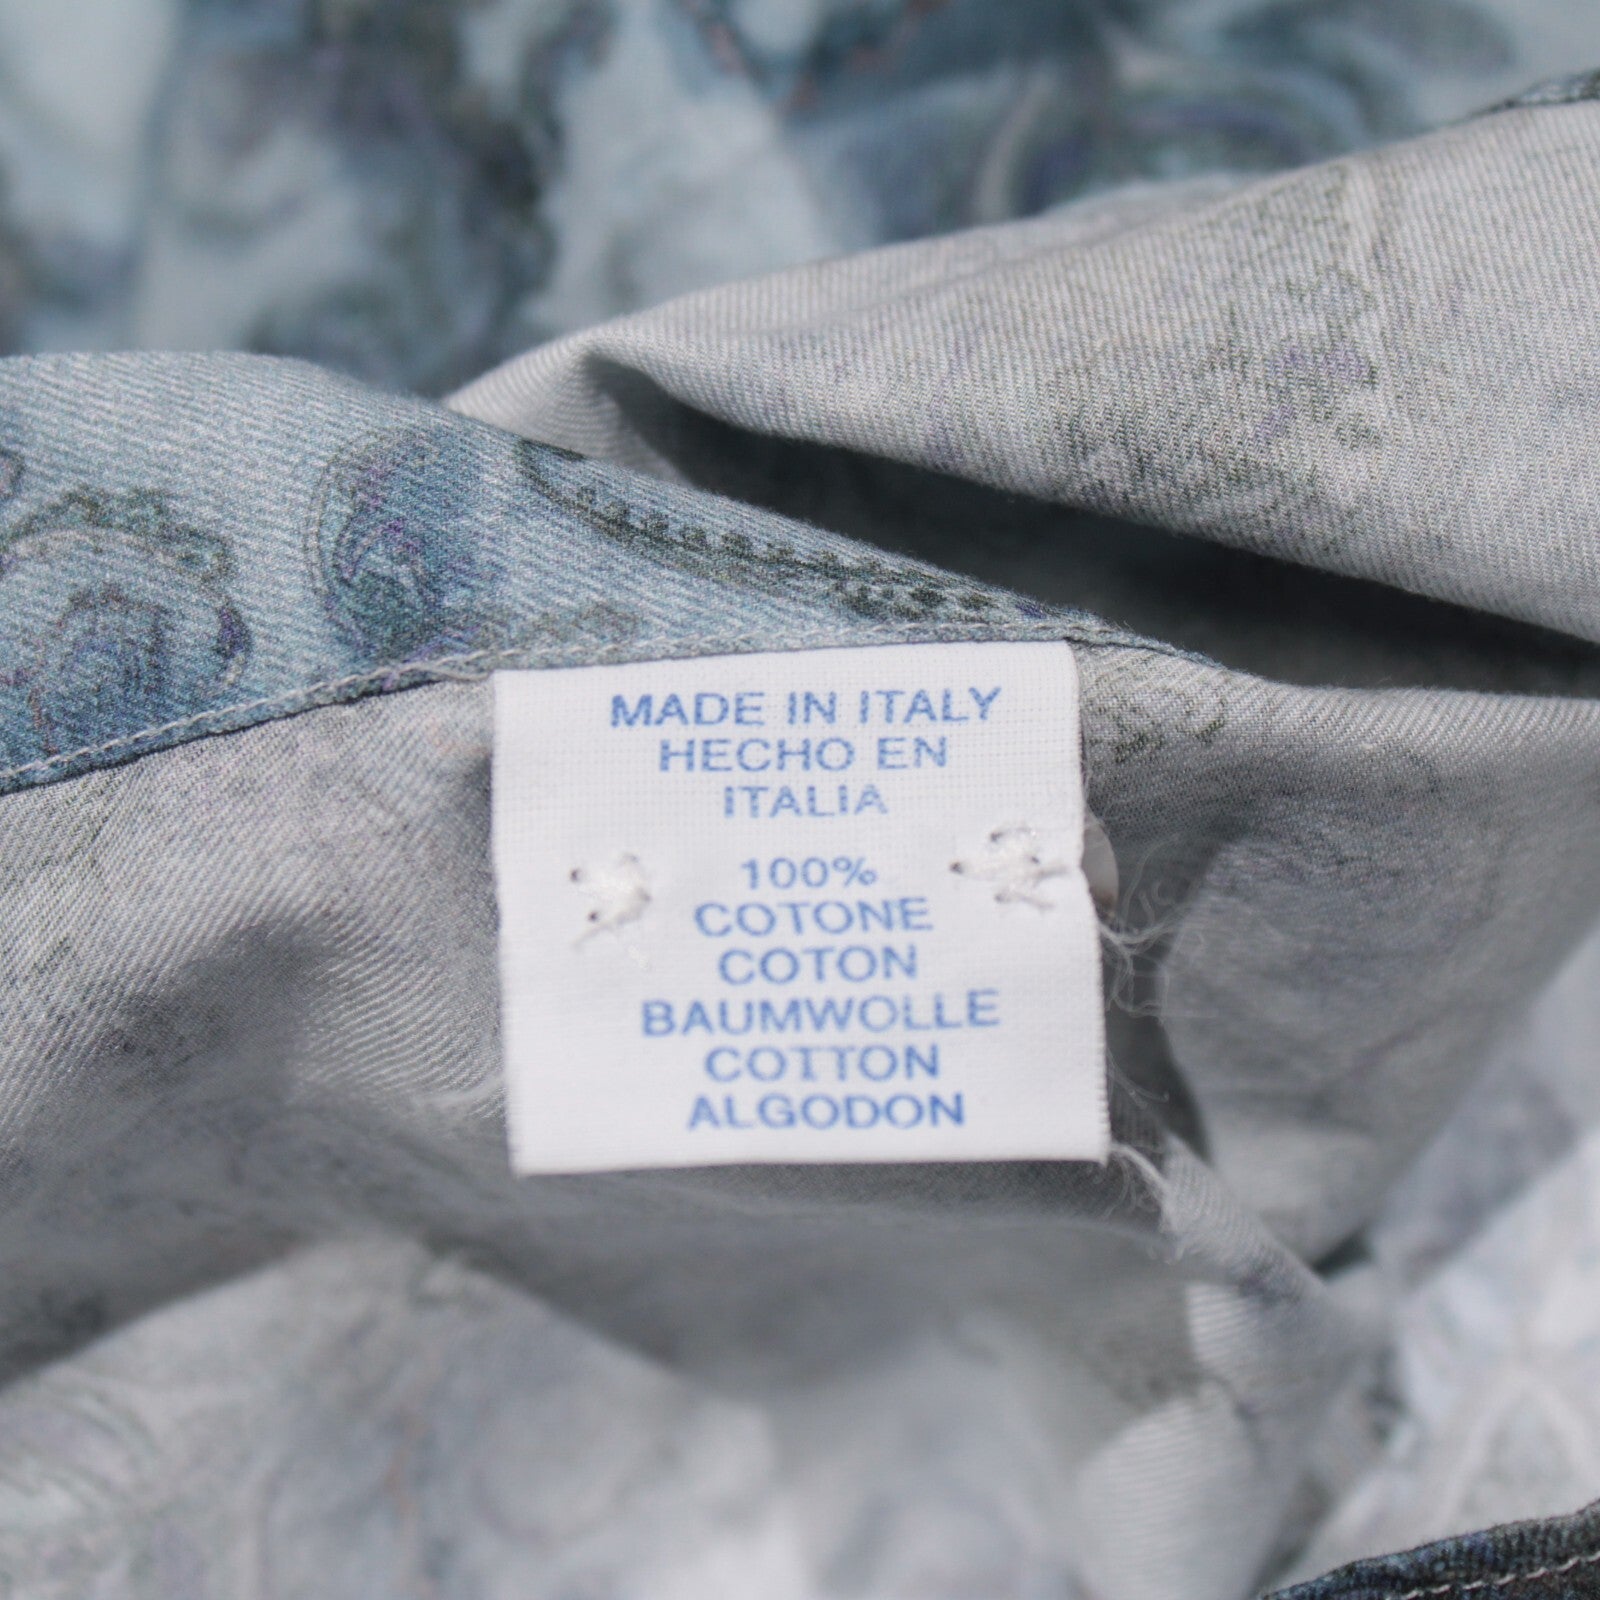 MADE IN ITALY
HECHO EN
ITALIA
100%
COTONE
COTON
BAUMWOLLE
COTTON
ALGODON